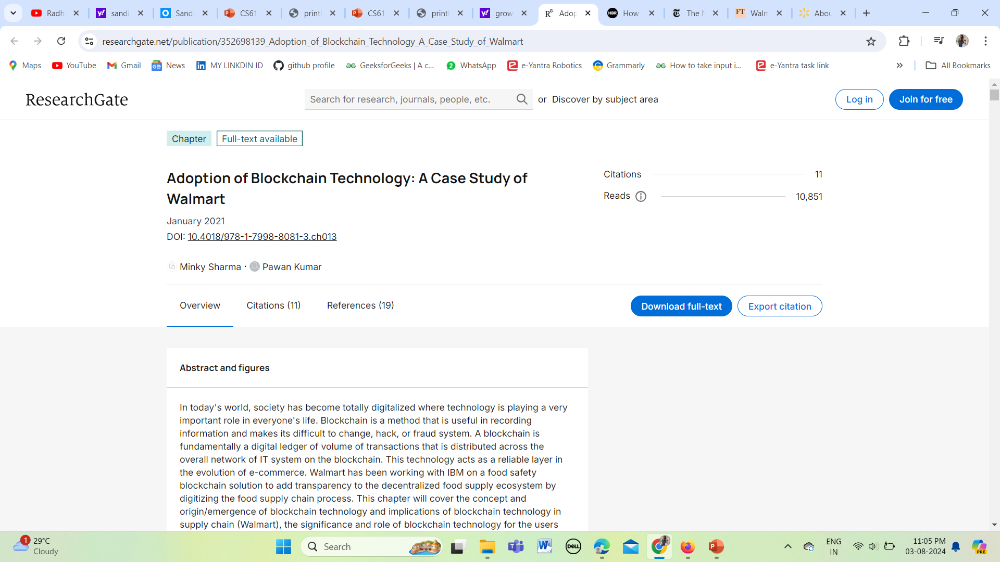 Radh
sandi
Sandi
CS61
printl
CS61
printl
grow
Adop
How
The N
FT
Walm
Abou
researchgate.net/publication/352698139_Adoption_of_Blockchain_Technology_A_Case_Study_of_Walmart
Maps
YouTube
Gmail
News
MY LINKDIN ID
github profile
GeeksforGeeks | A c...
WhatsApp
e-Yantra Robotics
Grammarly
How to take input i...
e-Yantra task link
All Bookmarks
ResearchGate
Search for research, journals, people, etc.
or Discover by subject area
Log in
Join for free
Chapter
Full-text available
Adoption of Blockchain Technology: A Case Study of
Walmart
January 2021
DOI: 10.4018/978-1-7998-8081-3.ch013
Citations 11
Reads 10,851
Minky Sharma · Pawan Kumar
Overview
Citations (11)
References (19)
Download full-text
Export citation
Abstract and figures
In today's world, society has become totally digitalized where technology is playing a very
important role in everyone's life. Blockchain is a method that is useful in recording
information and makes its difficult to change, hack, or fraud system. A blockchain is
fundamentally a digital ledger of volume of transactions that is distributed across the
overall network of IT system on the blockchain. This technology acts as a reliable layer in
the evolution of e-commerce. Walmart has been working with IBM on a food safety
blockchain solution to add transparency to the decentralized food supply ecosystem by
digitizing the food supply chain process. This chapter will cover the concept and
origin/emergence of blockchain technology and implications of blockchain technology in
supply chain (Walmart), the significance and role of blockchain technology for the users
1
29°C
Cloudy
Search
DELL
ENG
IN
11:05 PM
03-08-2024
PRE